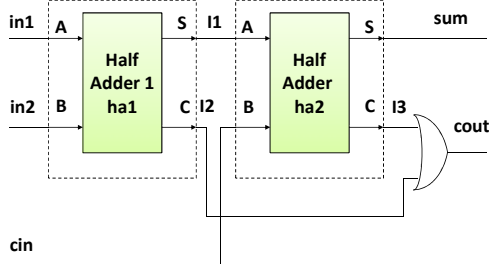 in1 A S I1 A S sum
Half Adder 1 ha1
Half Adder ha2
in2 B C I2 B C I3 cout
cin